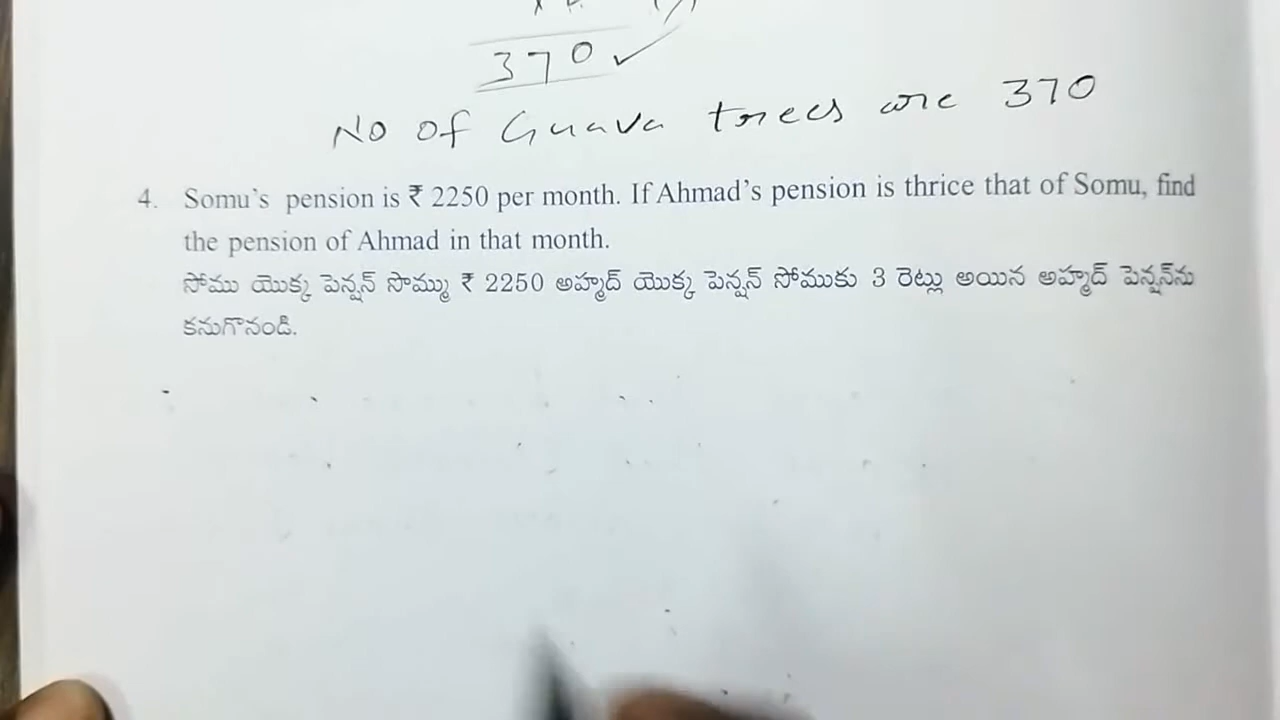 370 ✓
No of Guava trees are 370
4. Somu's pension is ₹ 2250 per month. If Ahmad's pension is thrice that of Somu, find
the pension of Ahmad in that month.
సోము యొక్క పెన్షన్ సొమ్ము ₹ 2250 అహ్మద్ యొక్క పెన్షన్ సోముకు 3 రెట్లు అయిన అహ్మద్ పెన్షన్‌ను
కనుగొనండి.